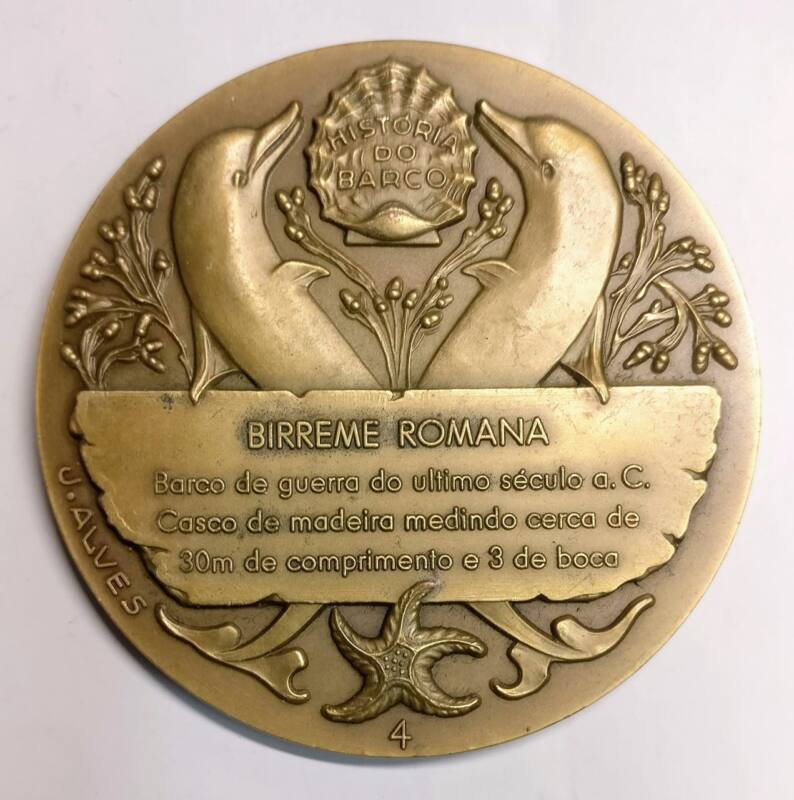 HISTÓRIA
DO
BARCO
BIRREME ROMANA
Barco de guerra do ultimo século a. C.
Casco de madeira medindo cerca de
30m de comprimento e 3 de boca
J. ALVES
4